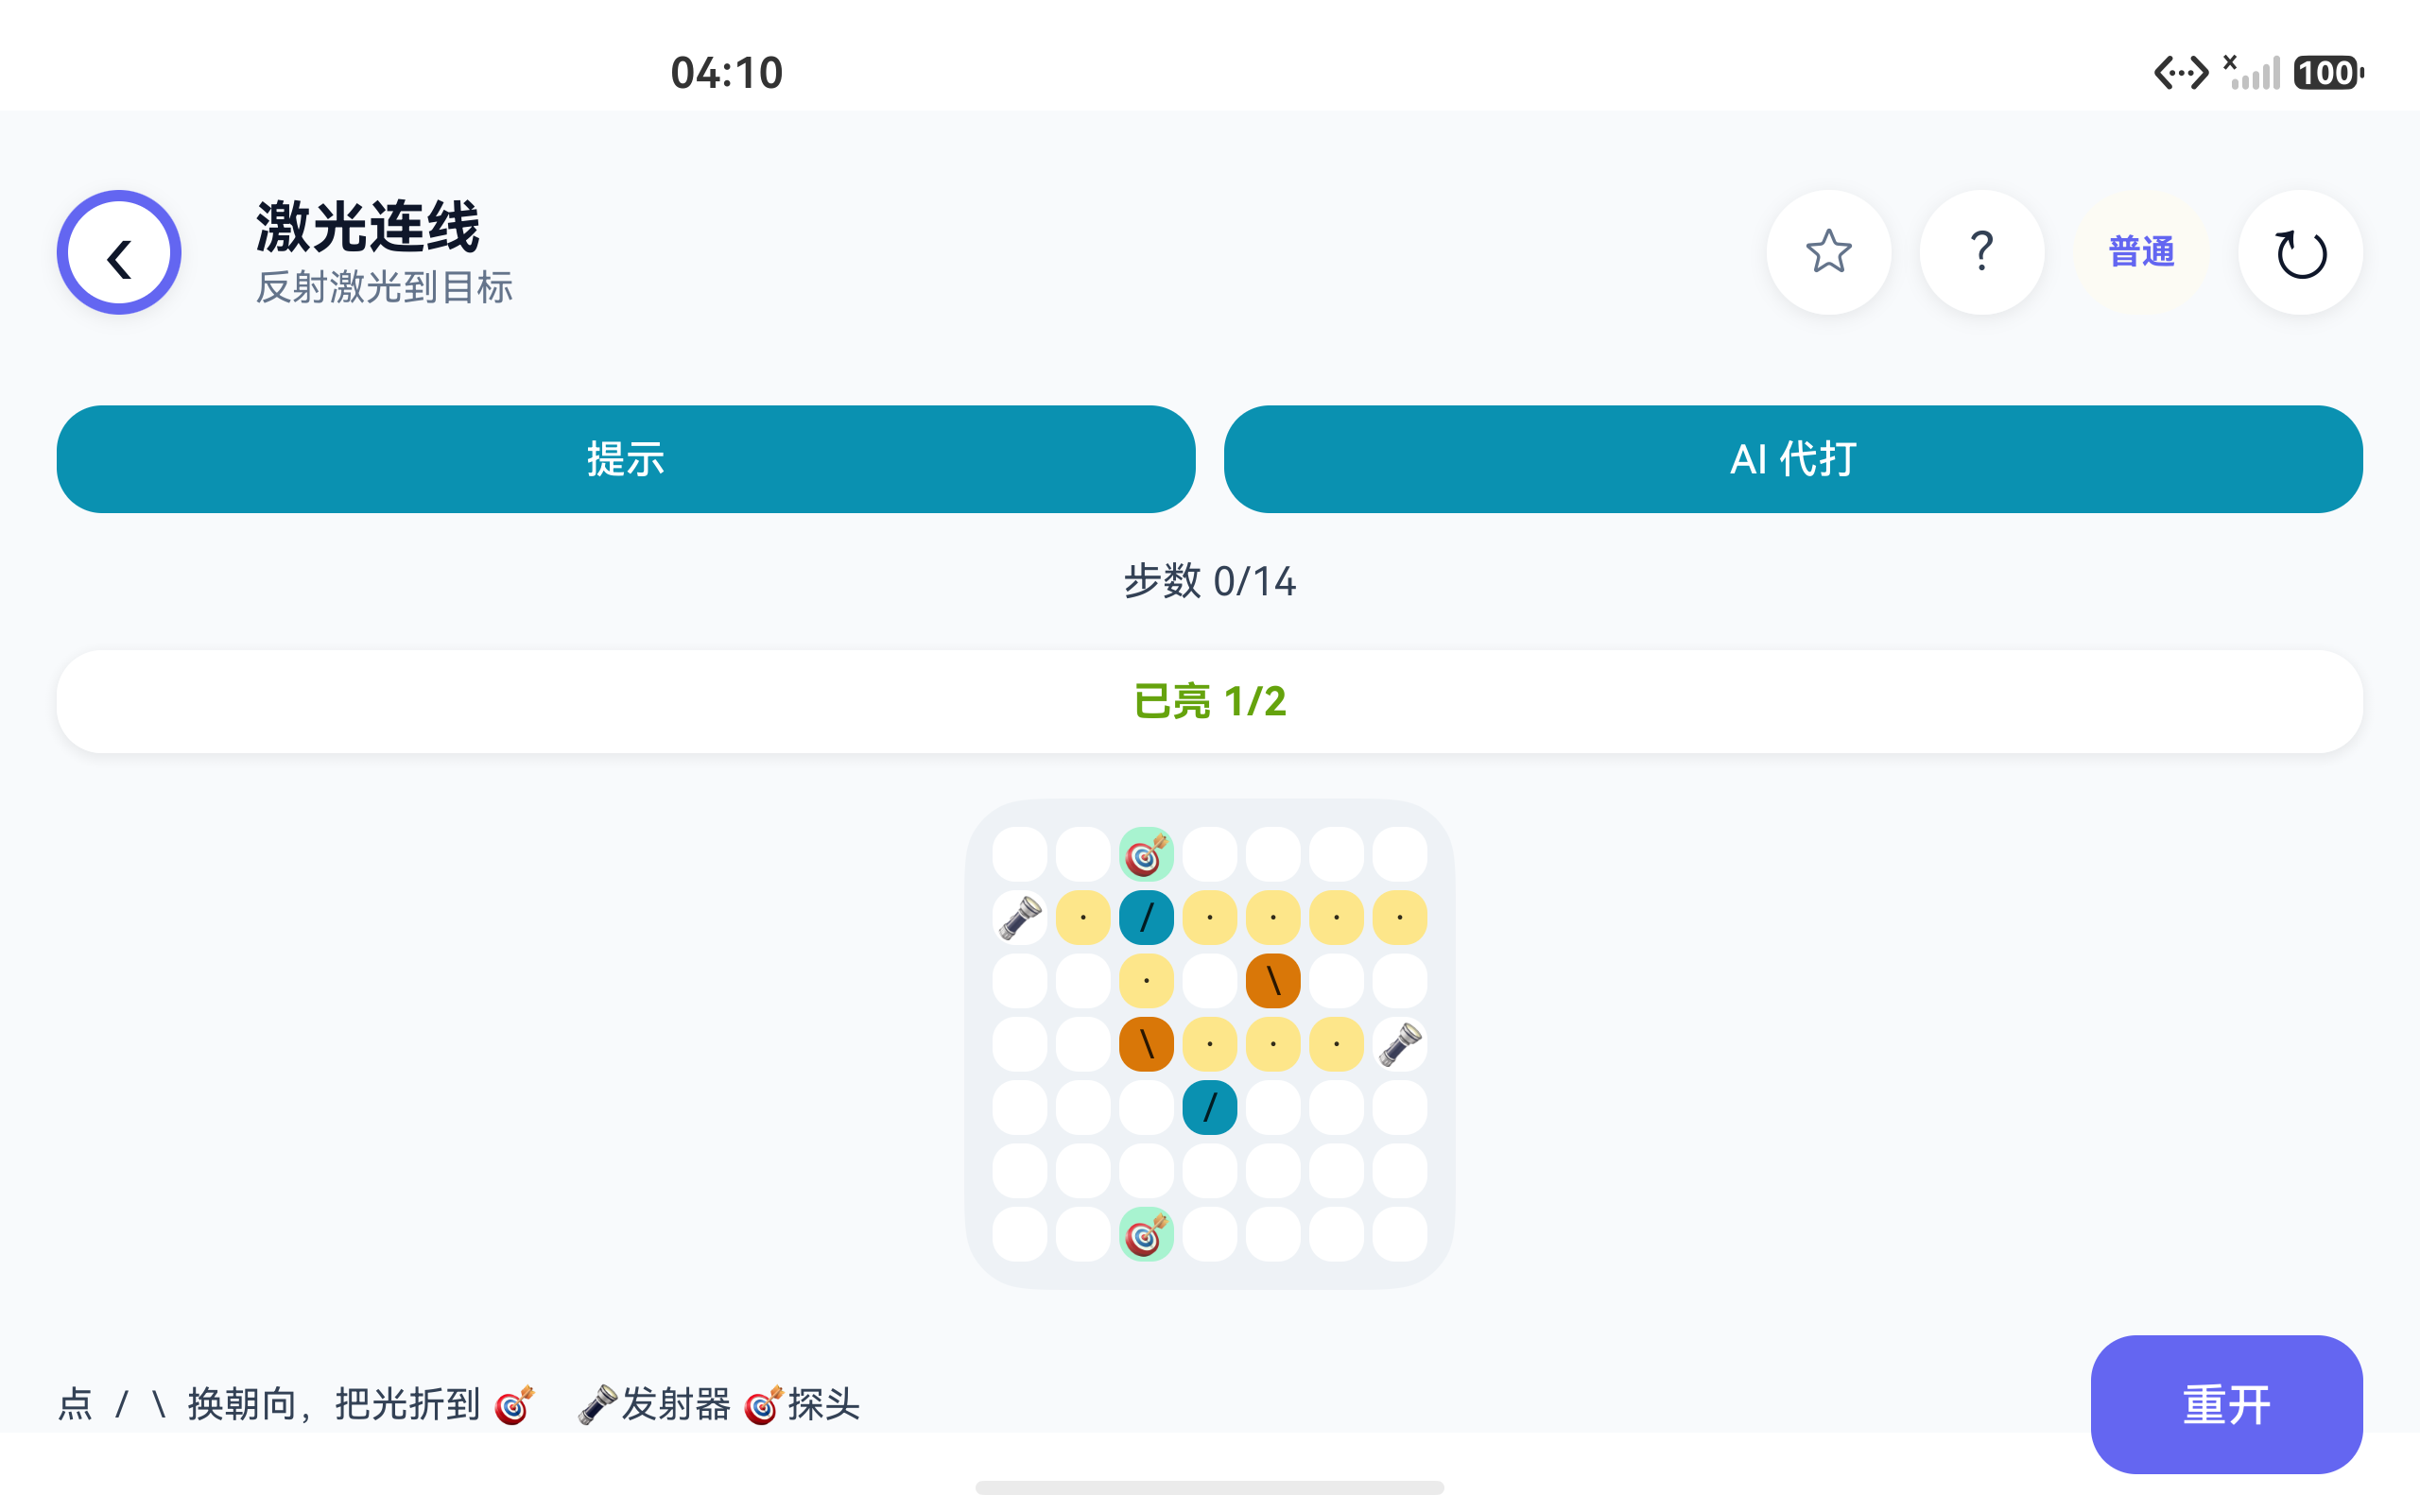 04:10
100
激光连线
反射激光到目标
?
普通
提示
AI 代打
步数 0/14
已亮 1/2
· / · · · ·
· \
\ · · ·
/
点 / \ 换朝向，把光折到 🎯 🔦发射器 🎯探头
重开